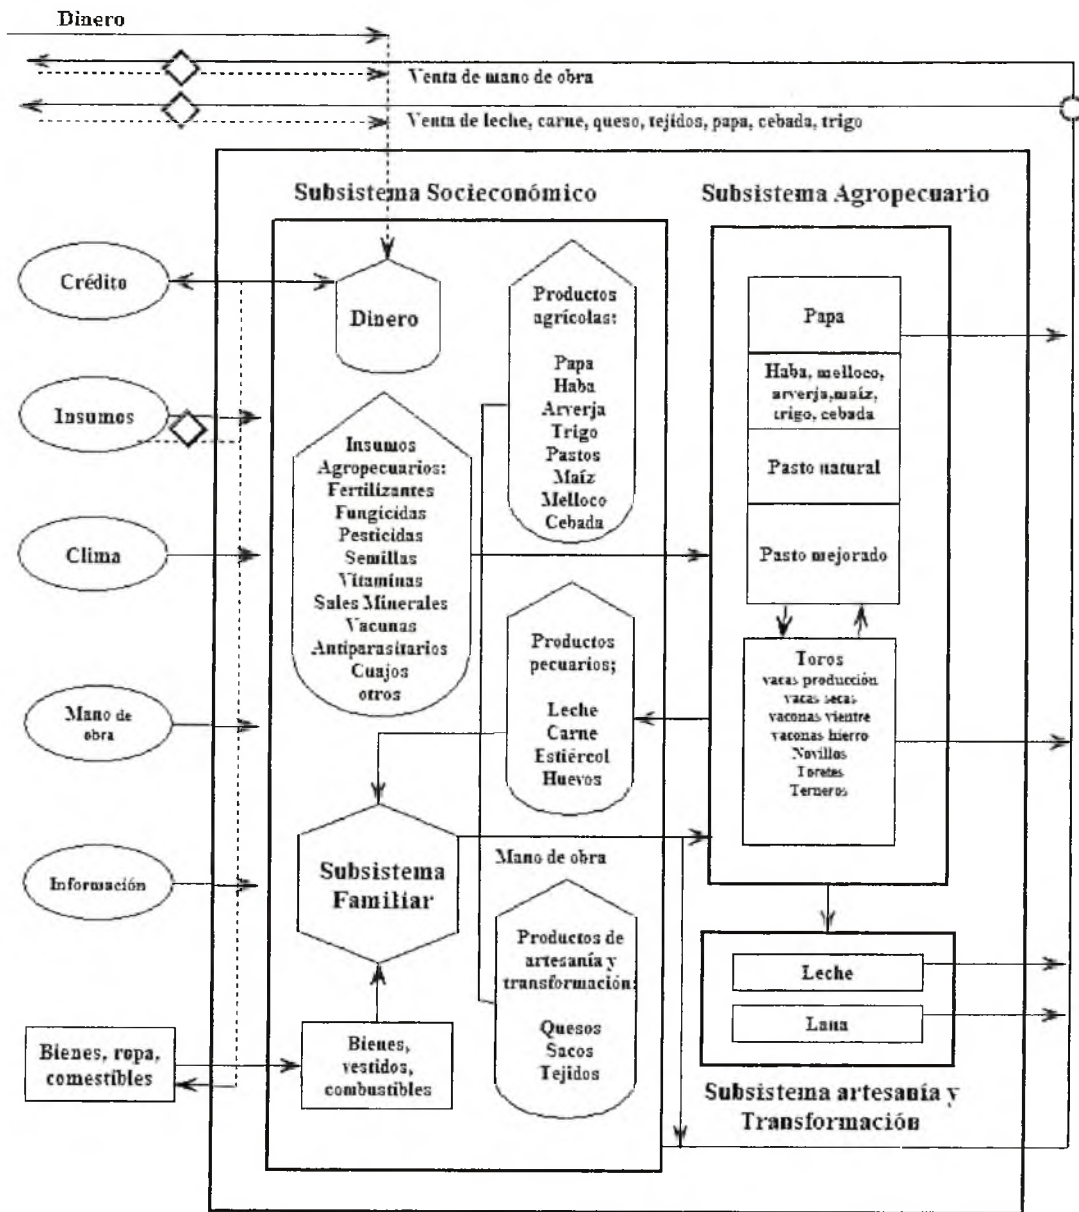 Dinero
Venta de mano de obra
Venta de leche, carne, queso, tejidos, papa, cebada, trigo
Subsistema Socieconómico
Subsistema Agropecuario
Crédito
Insumos
Clima
Mano de
obra
Información
Bienes, ropa,
comestibles
Dinero
Insumos
Agropecuarios:
Fertilizantes
Fungicidas
Pesticidas
Semillas
Vitaminas
Sales Minerales
Vacunas
Antiparasitarios
Cuajos
otros
Subsistema
Familiar
Bienes,
vestidos,
combustibles
Productos
agrícolas:
Papa
Haba
Arverja
Trigo
Pastos
Maíz
Melloco
Cebada
Productos
pecuarios;
Leche
Carne
Estiércol
Huevos
Mano de obra
Productos de
artesanía y
transformación:
Quesos
Sacos
Tejidos
Papa
Haba, melloco,
arverja,maíz,
trigo, cebada
Pasto natural
Pasto mejorado
Toros
vacas producción
vacas secas
vaconas vientre
vaconas hierro
Novillos
Toretes
Terneros
Leche
Lana
Subsistema artesanía y
Transformación